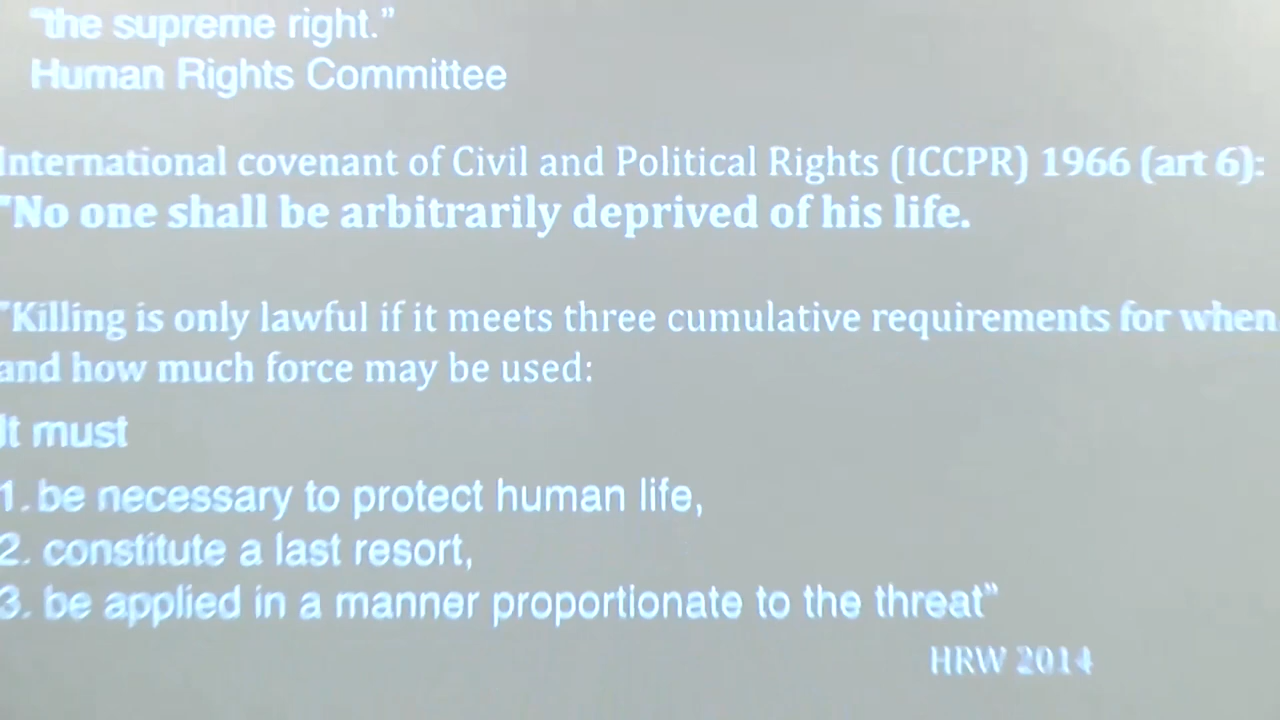 "the supreme right.”
Human Rights Committee
International covenant of Civil and Political Rights (ICCPR) 1966 (art 6):
"No one shall be arbitrarily deprived of his life.
"Killing is only lawful if it meets three cumulative requirements for when
and how much force may be used:
It must
1. be necessary to protect human life,
2. constitute a last resort,
3. be applied in a manner proportionate to the threat”
HRW 2014